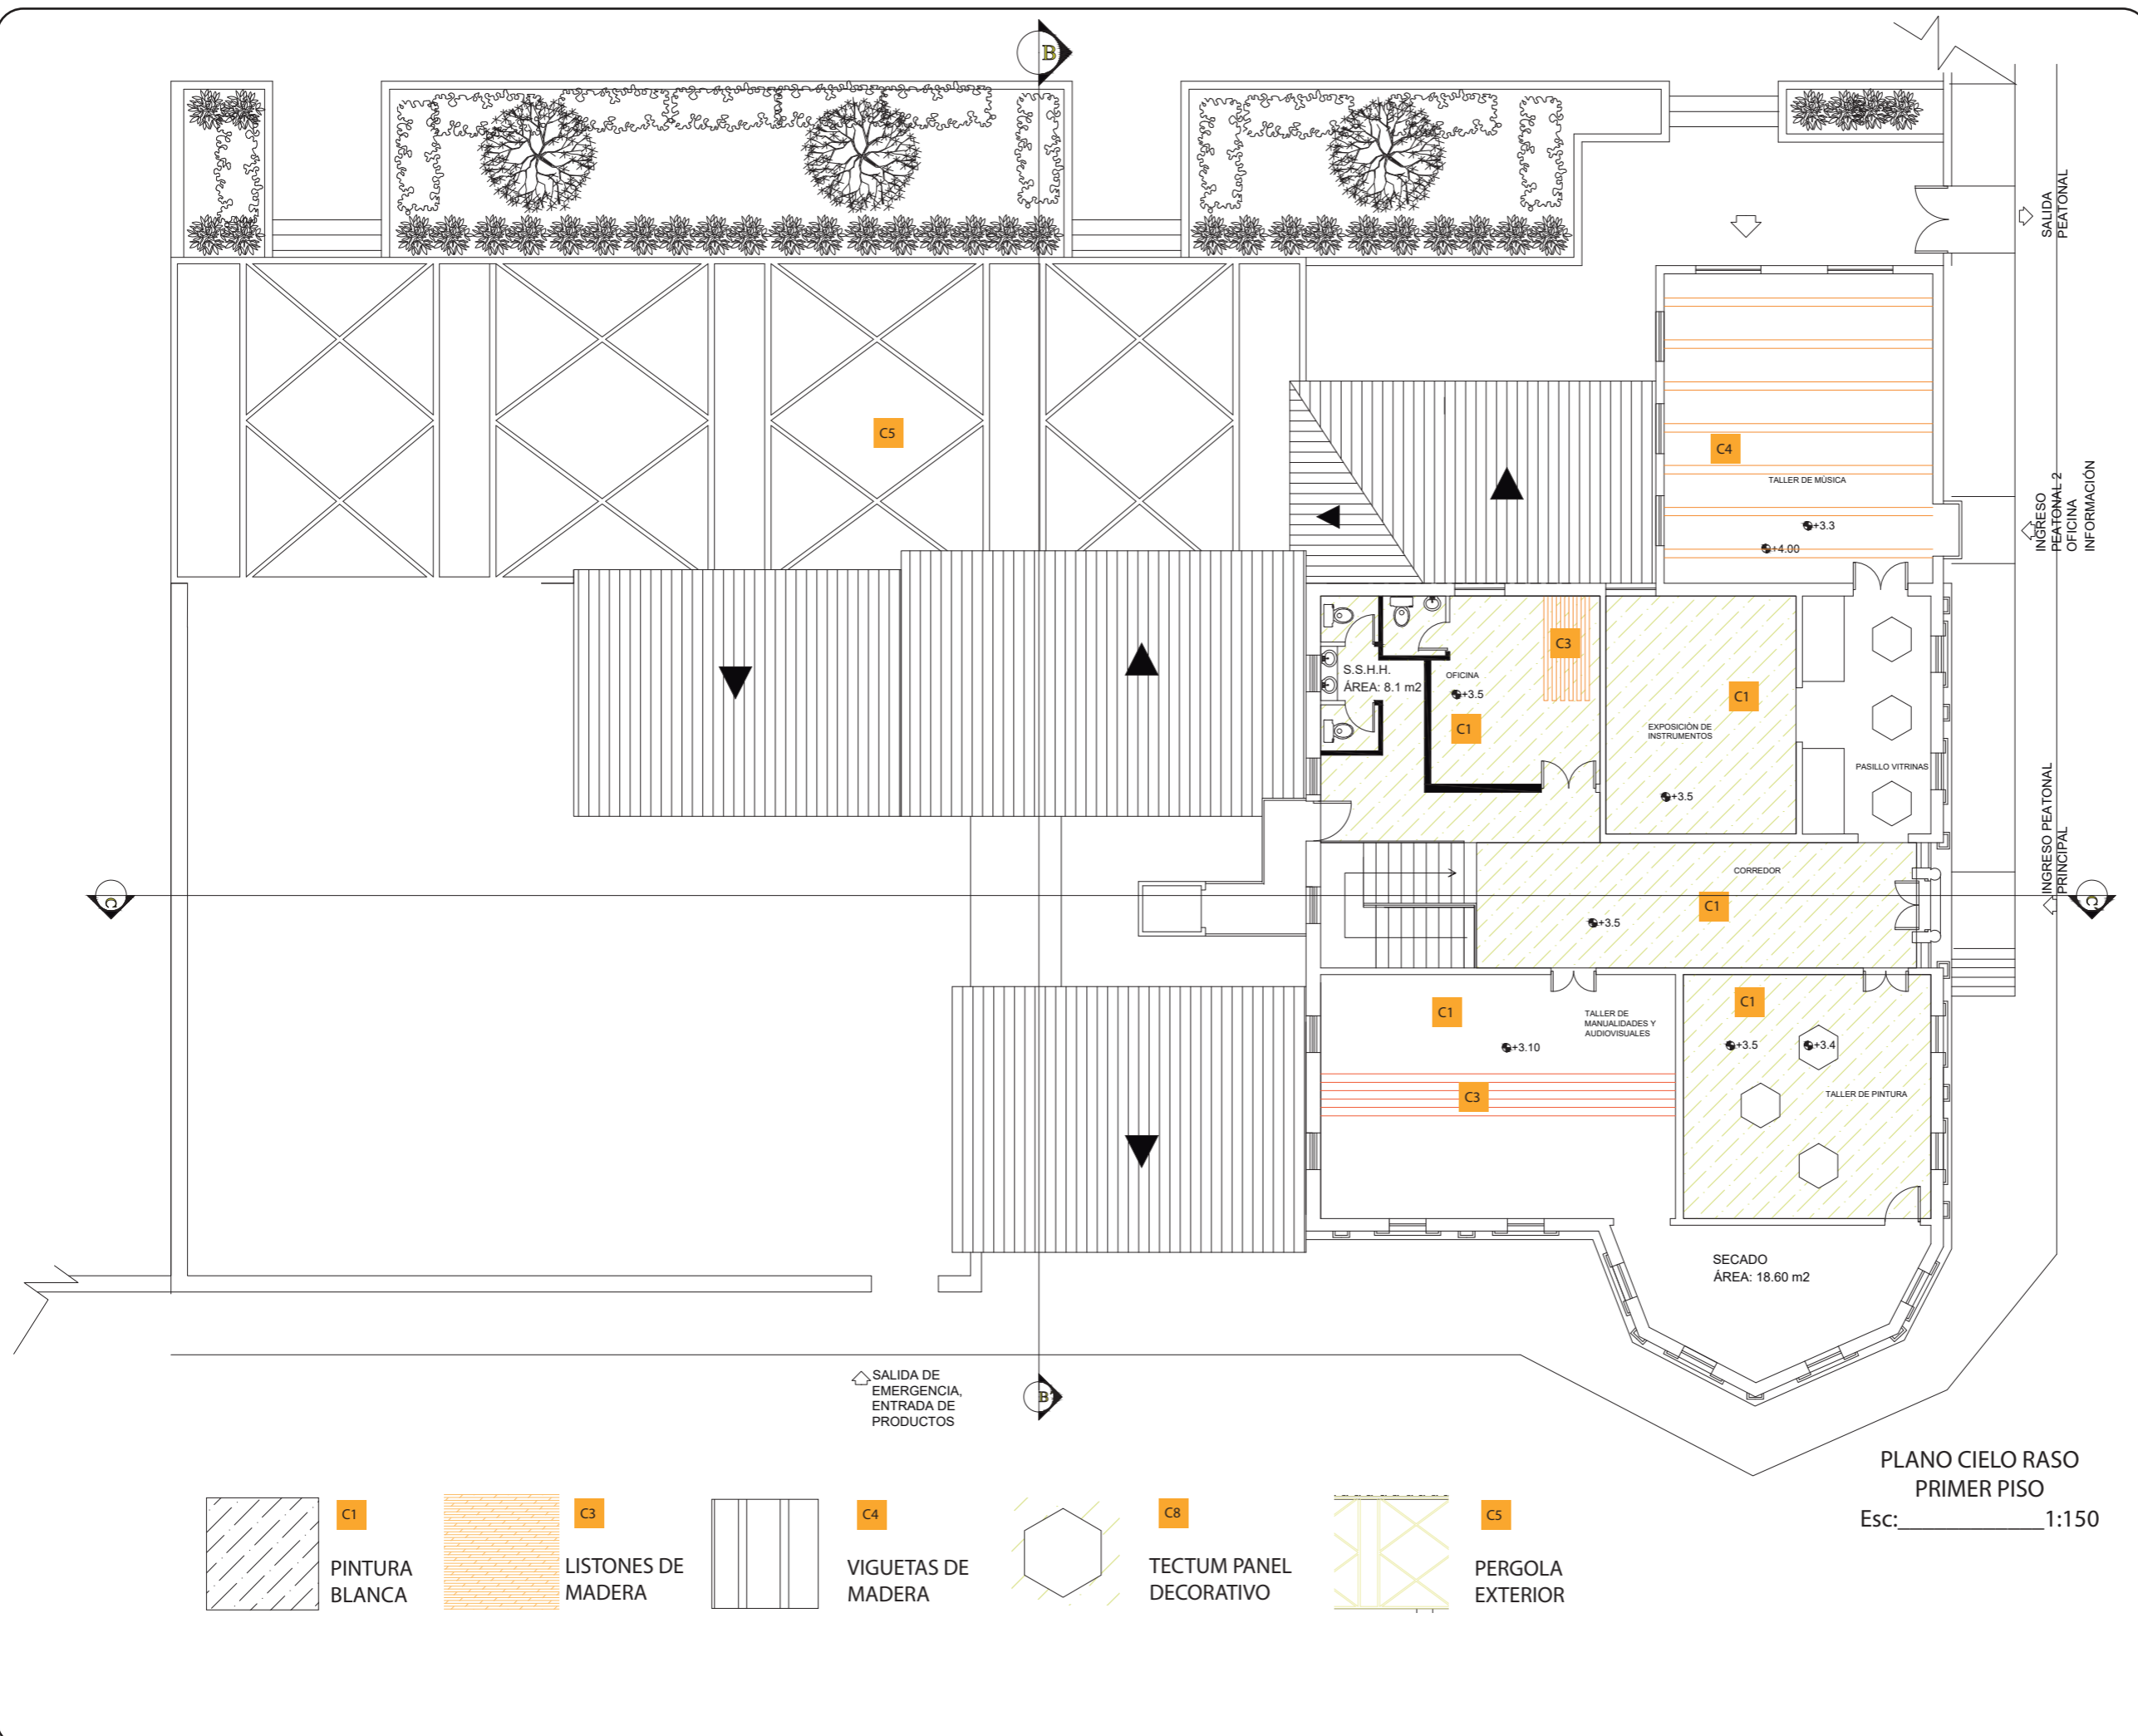 B
SALIDA
PEATONAL
C5
C4
TALLER DE MÚSICA
+3.3
+4.00
INGRESO
PEATONAL 2
OFICINA
INFORMACIÓN
C3
S.S.H.H.
ÁREA: 8.1 m2
OFICINA
+3.5
C1
C1
EXPOSICIÓN DE
INSTRUMENTOS
+3.5
PASILLO VITRINAS
INGRESO PEATONAL
PRINCIPAL
CORREDOR
C1
+3.5
C
C'
C1
TALLER DE
MANUALIDADES Y
AUDIOVISUALES
+3.10
C3
C1
+3.5
+3.4
TALLER DE PINTURA
SECADO
ÁREA: 18.60 m2
SALIDA DE
EMERGENCIA,
ENTRADA DE
PRODUCTOS
B'
PLANO CIELO RASO
PRIMER PISO
Esc:____________1:150
C1
PINTURA
BLANCA
C3
LISTONES DE
MADERA
C4
VIGUETAS DE
MADERA
C8
TECTUM PANEL
DECORATIVO
C5
PERGOLA
EXTERIOR